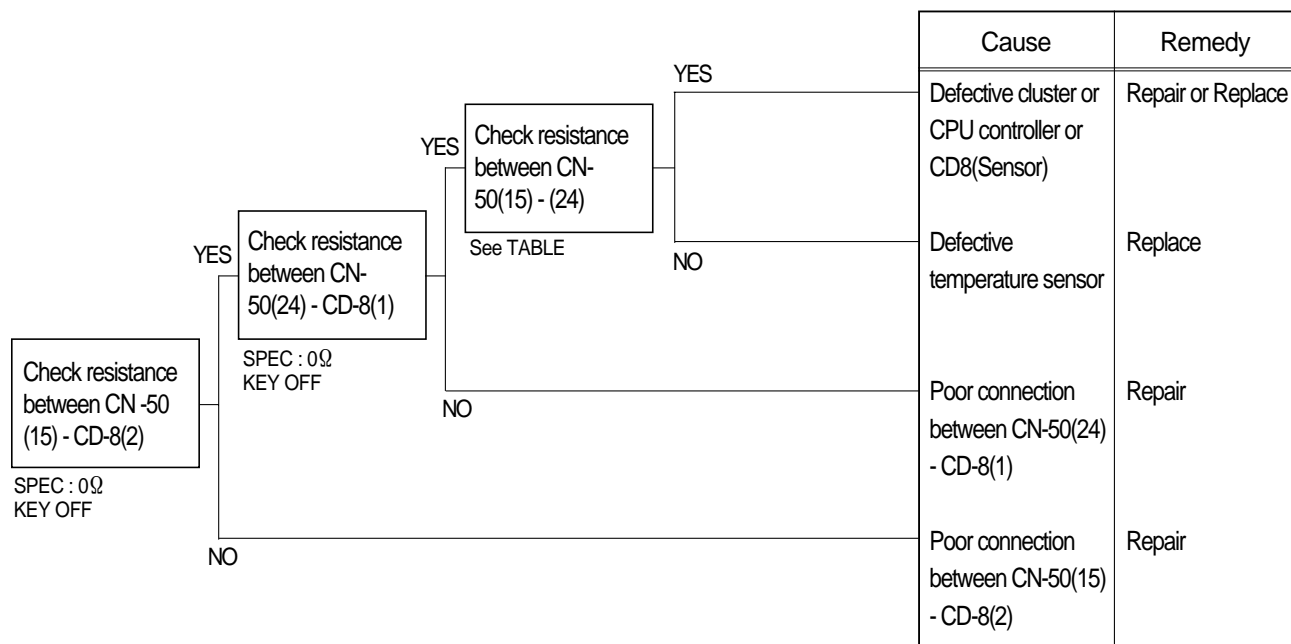 Check resistance
between CN -50
(15) - CD-8(2)
SPEC : 0Ω
KEY OFF
YES
NO
Check resistance
between CN-
50(24) - CD-8(1)
SPEC : 0Ω
KEY OFF
YES
NO
Check resistance
between CN-
50(15) - (24)
See TABLE
YES
NO
Cause
Remedy
Defective cluster or
CPU controller or
CD8(Sensor)
Repair or Replace
Defective
temperature sensor
Replace
Poor connection
between CN-50(24)
- CD-8(1)
Repair
Poor connection
between CN-50(15)
- CD-8(2)
Repair